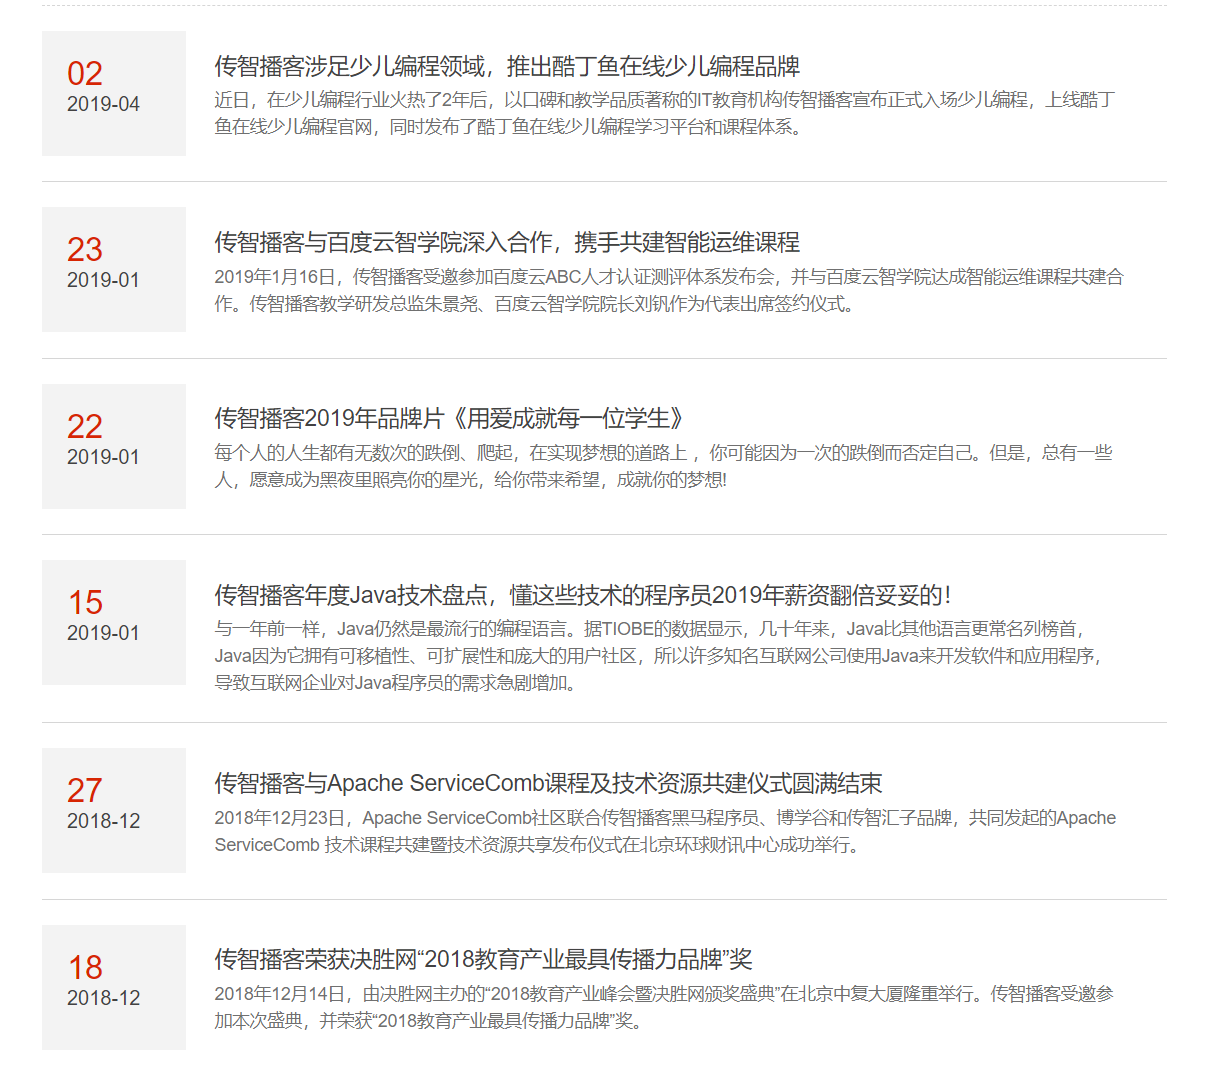 02
2019-04
传智播客涉足少儿编程领域，推出酷丁鱼在线少儿编程品牌
近日，在少儿编程行业火热了2年后，以口碑和教学品质著称的IT教育机构传智播客宣布正式入场少儿编程，上线酷丁
鱼在线少儿编程官网，同时发布了酷丁鱼在线少儿编程学习平台和课程体系。
23
2019-01
传智播客与百度云智学院深入合作，携手共建智能运维课程
2019年1月16日，传智播客受邀参加百度云ABC人才认证测评体系发布会，并与百度云智学院达成智能运维课程共建合
作。传智播客教学研发总监朱景尧、百度云智学院院长刘钒作为代表出席签约仪式。
22
2019-01
传智播客2019年品牌片《用爱成就每一位学生》
每个人的人生都有无数次的跌倒、爬起，在实现梦想的道路上 ，你可能因为一次的跌倒而否定自己。但是，总有一些
人，愿意成为黑夜里照亮你的星光，给你带来希望，成就你的梦想!
15
2019-01
传智播客年度Java技术盘点，懂这些技术的程序员2019年薪资翻倍妥妥的！
与一年前一样，Java仍然是最流行的编程语言。据TIOBE的数据显示，几十年来，Java比其他语言更常名列榜首，
Java因为它拥有可移植性、可扩展性和庞大的用户社区，所以许多知名互联网公司使用Java来开发软件和应用程序，
导致互联网企业对Java程序员的需求急剧增加。
27
2018-12
传智播客与Apache ServiceComb课程及技术资源共建仪式圆满结束
2018年12月23日，Apache ServiceComb社区联合传智播客黑马程序员、博学谷和传智汇子品牌，共同发起的Apache
ServiceComb 技术课程共建暨技术资源共享发布仪式在北京环球财讯中心成功举行。
18
2018-12
传智播客荣获决胜网“2018教育产业最具传播力品牌”奖
2018年12月14日，由决胜网主办的“2018教育产业峰会暨决胜网颁奖盛典”在北京中复大厦隆重举行。传智播客受邀参
加本次盛典，并荣获“2018教育产业最具传播力品牌”奖。